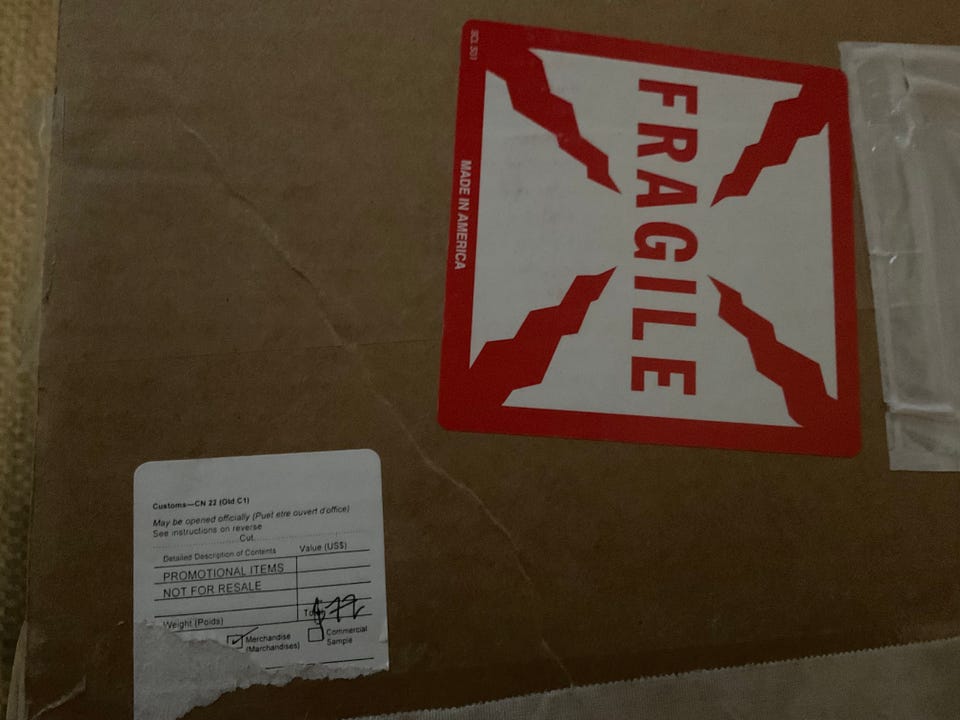 SCL 501
MADE IN AMERICA
FRAGILE
Customs—CN 22 (Old C1)
May be opened officially (Puet etre ouvert d'office)
See instructions on reverse
Cut
Detailed Description of Contents Value (US$)
PROMOTIONAL ITEMS
NOT FOR RESALE
Weight (Poids)
Merchandise
(Marchandises)
Commercial
Sample